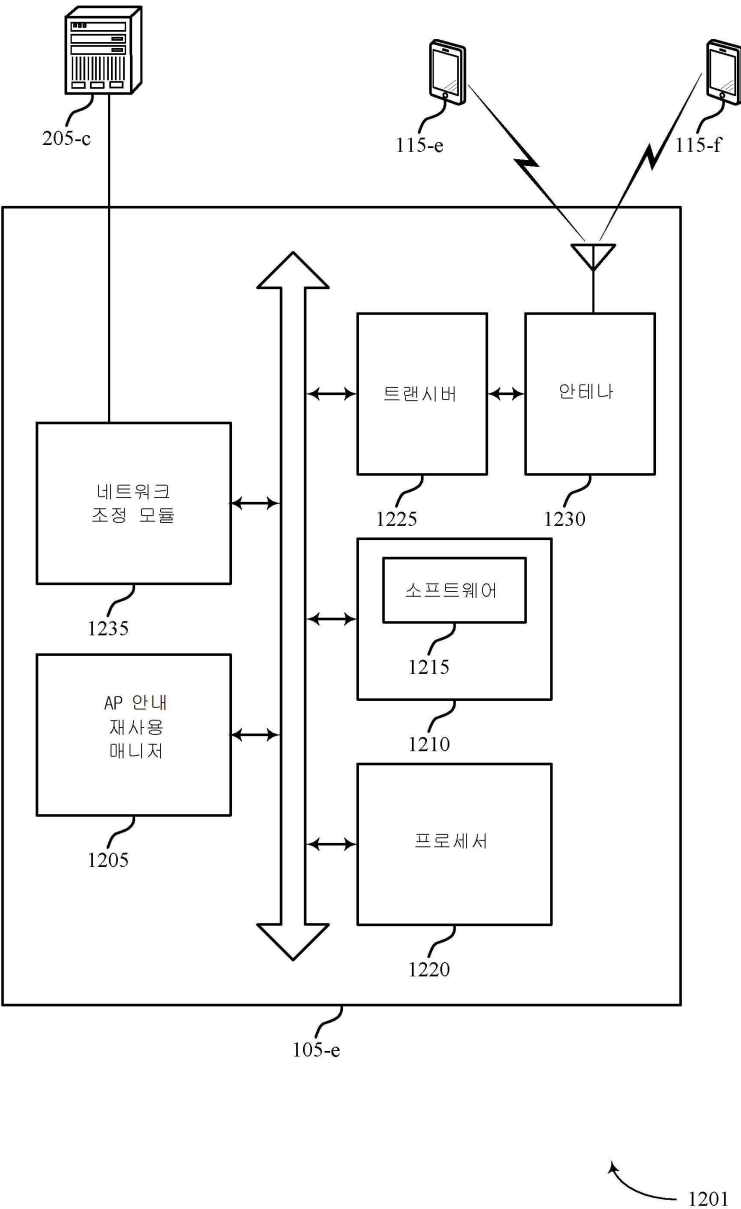 205-c
115-e
115-f
트랜시버
안테나
1225
1230
네트워크
조정 모듈
1235
소프트웨어
1215
1210
AP 안내
재사용
매니저
1205
프로세서
1220
105-e
1201